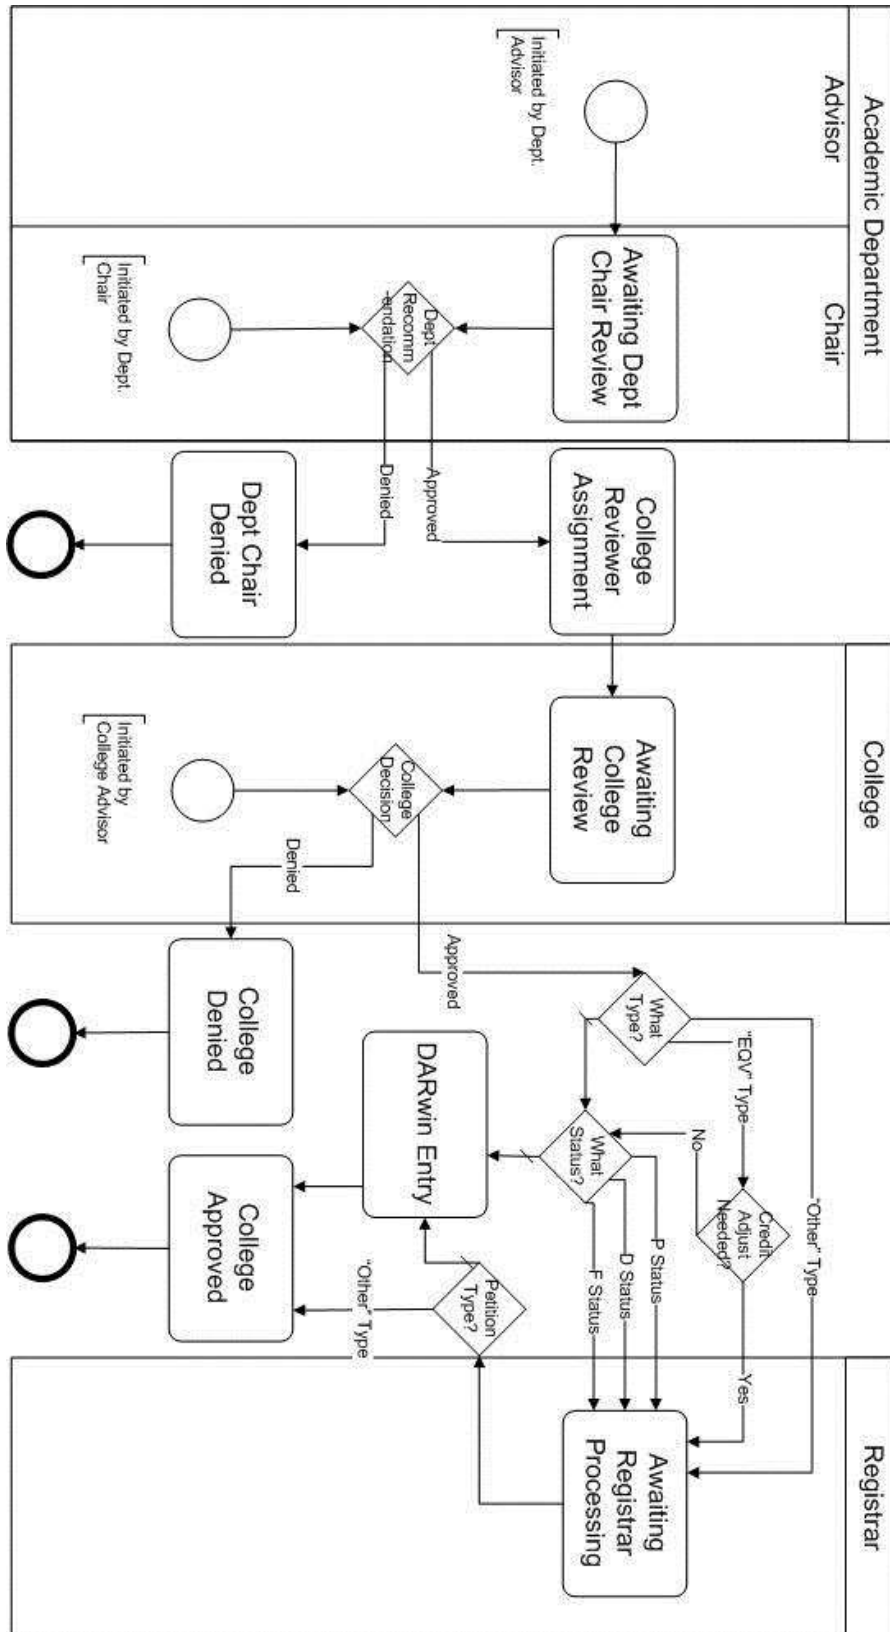 Academic Department
Advisor
Initiated by Dept.
Advisor
Chair
Awaiting Dept
Chair Review
Dept
Recomm
-endation
Initiated by Dept.
Chair
Approved
Denied
College
Reviewer
Assignment
Dept Chair
Denied
College
Awaiting
College
Review
College
Decision
Initiated by
College Advisor
Denied
Approved
College
Denied
What
Type?
"EQV" Type
"Other" Type
Credit
Adjust
Needed?
No
Yes
What
Status?
P Status
D Status
F Status
DARwin Entry
Petition
Type?
"Other" Type
College
Approved
Registrar
Awaiting
Registrar
Processing